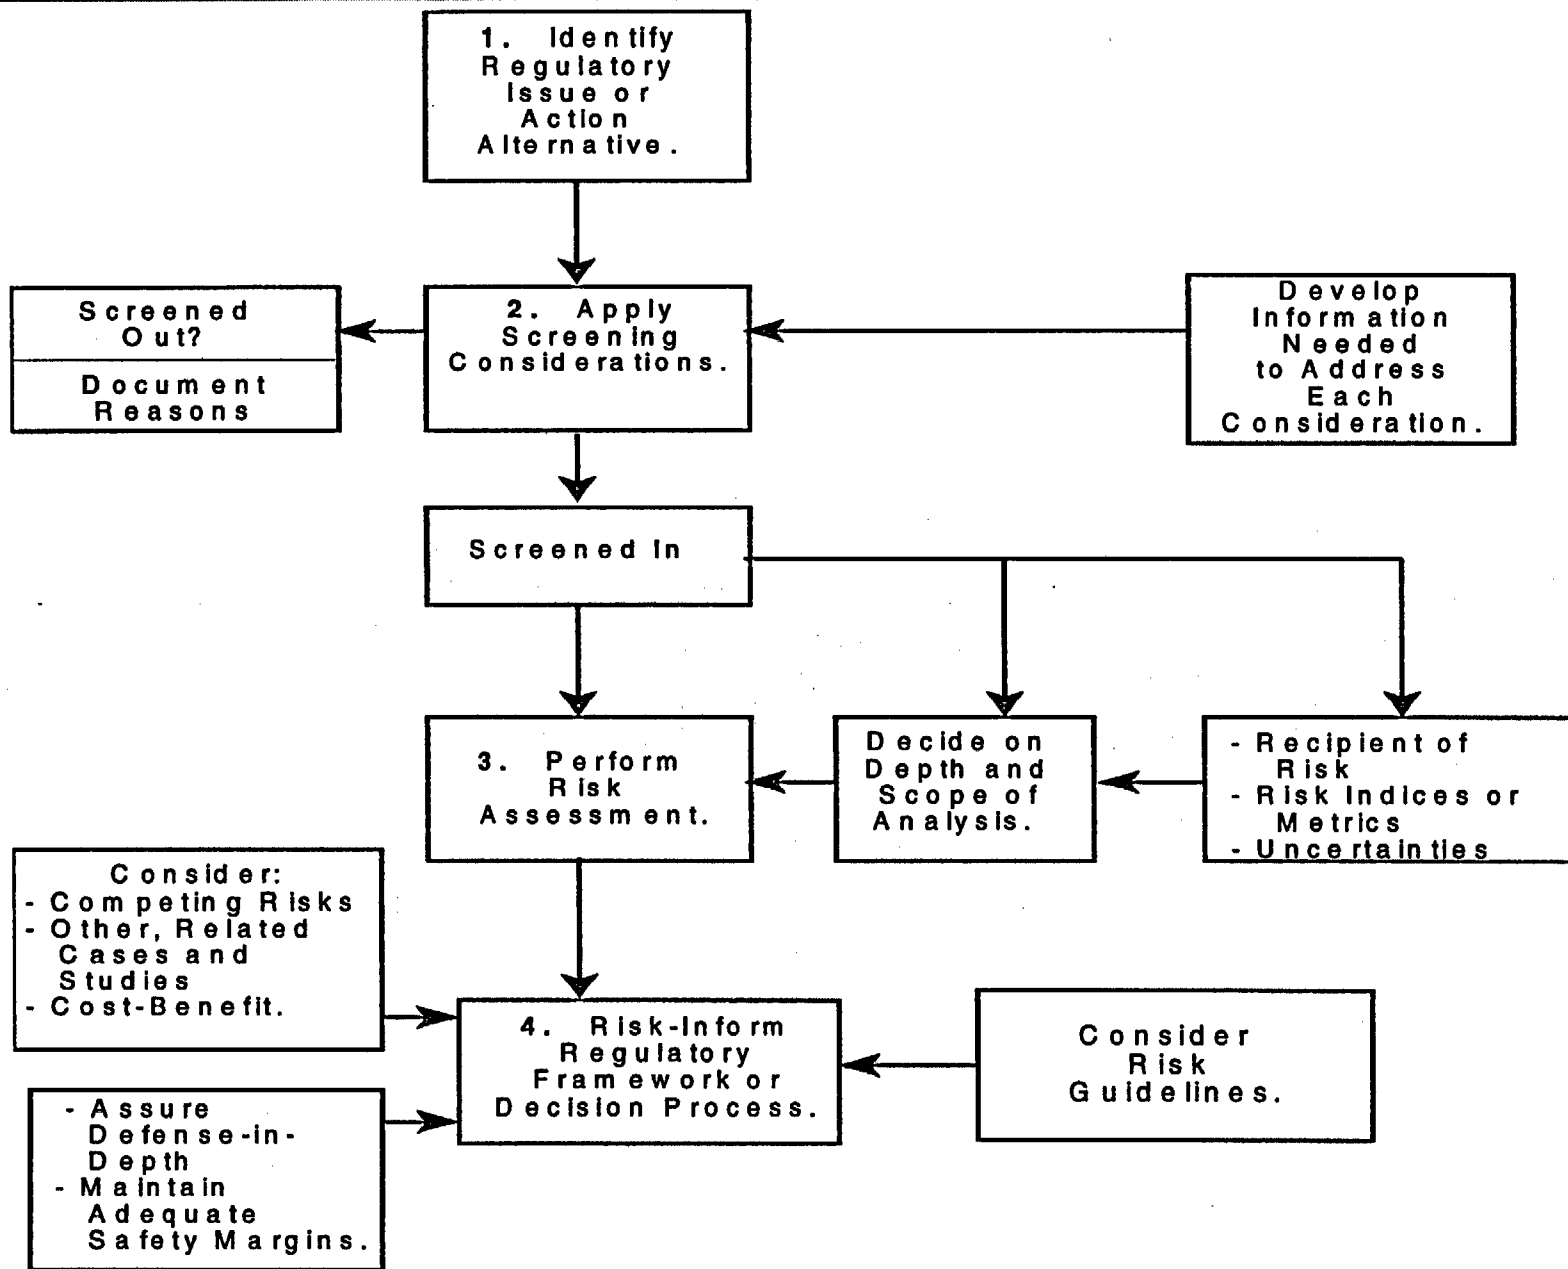 1. Identify
Regulatory
Issue or
Action
Alternative.
Screened
Out?
Document
Reasons
2. Apply
Screening
Considerations.
Develop
Information
Needed
to Address
Each
Consideration.
Screened In
3. Perform
Risk
Assessment.
Decide on
Depth and
Scope of
Analysis.
- Recipient of
Risk
- Risk Indices or
Metrics
- Uncertainties
Consider:
- Competing Risks
- Other, Related
Cases and
Studies
- Cost-Benefit.
4. Risk-Inform
Regulatory
Framework or
Decision Process.
Consider
Risk
Guidelines.
- Assure
Defense-in-
Depth
- Maintain
Adequate
Safety Margins.